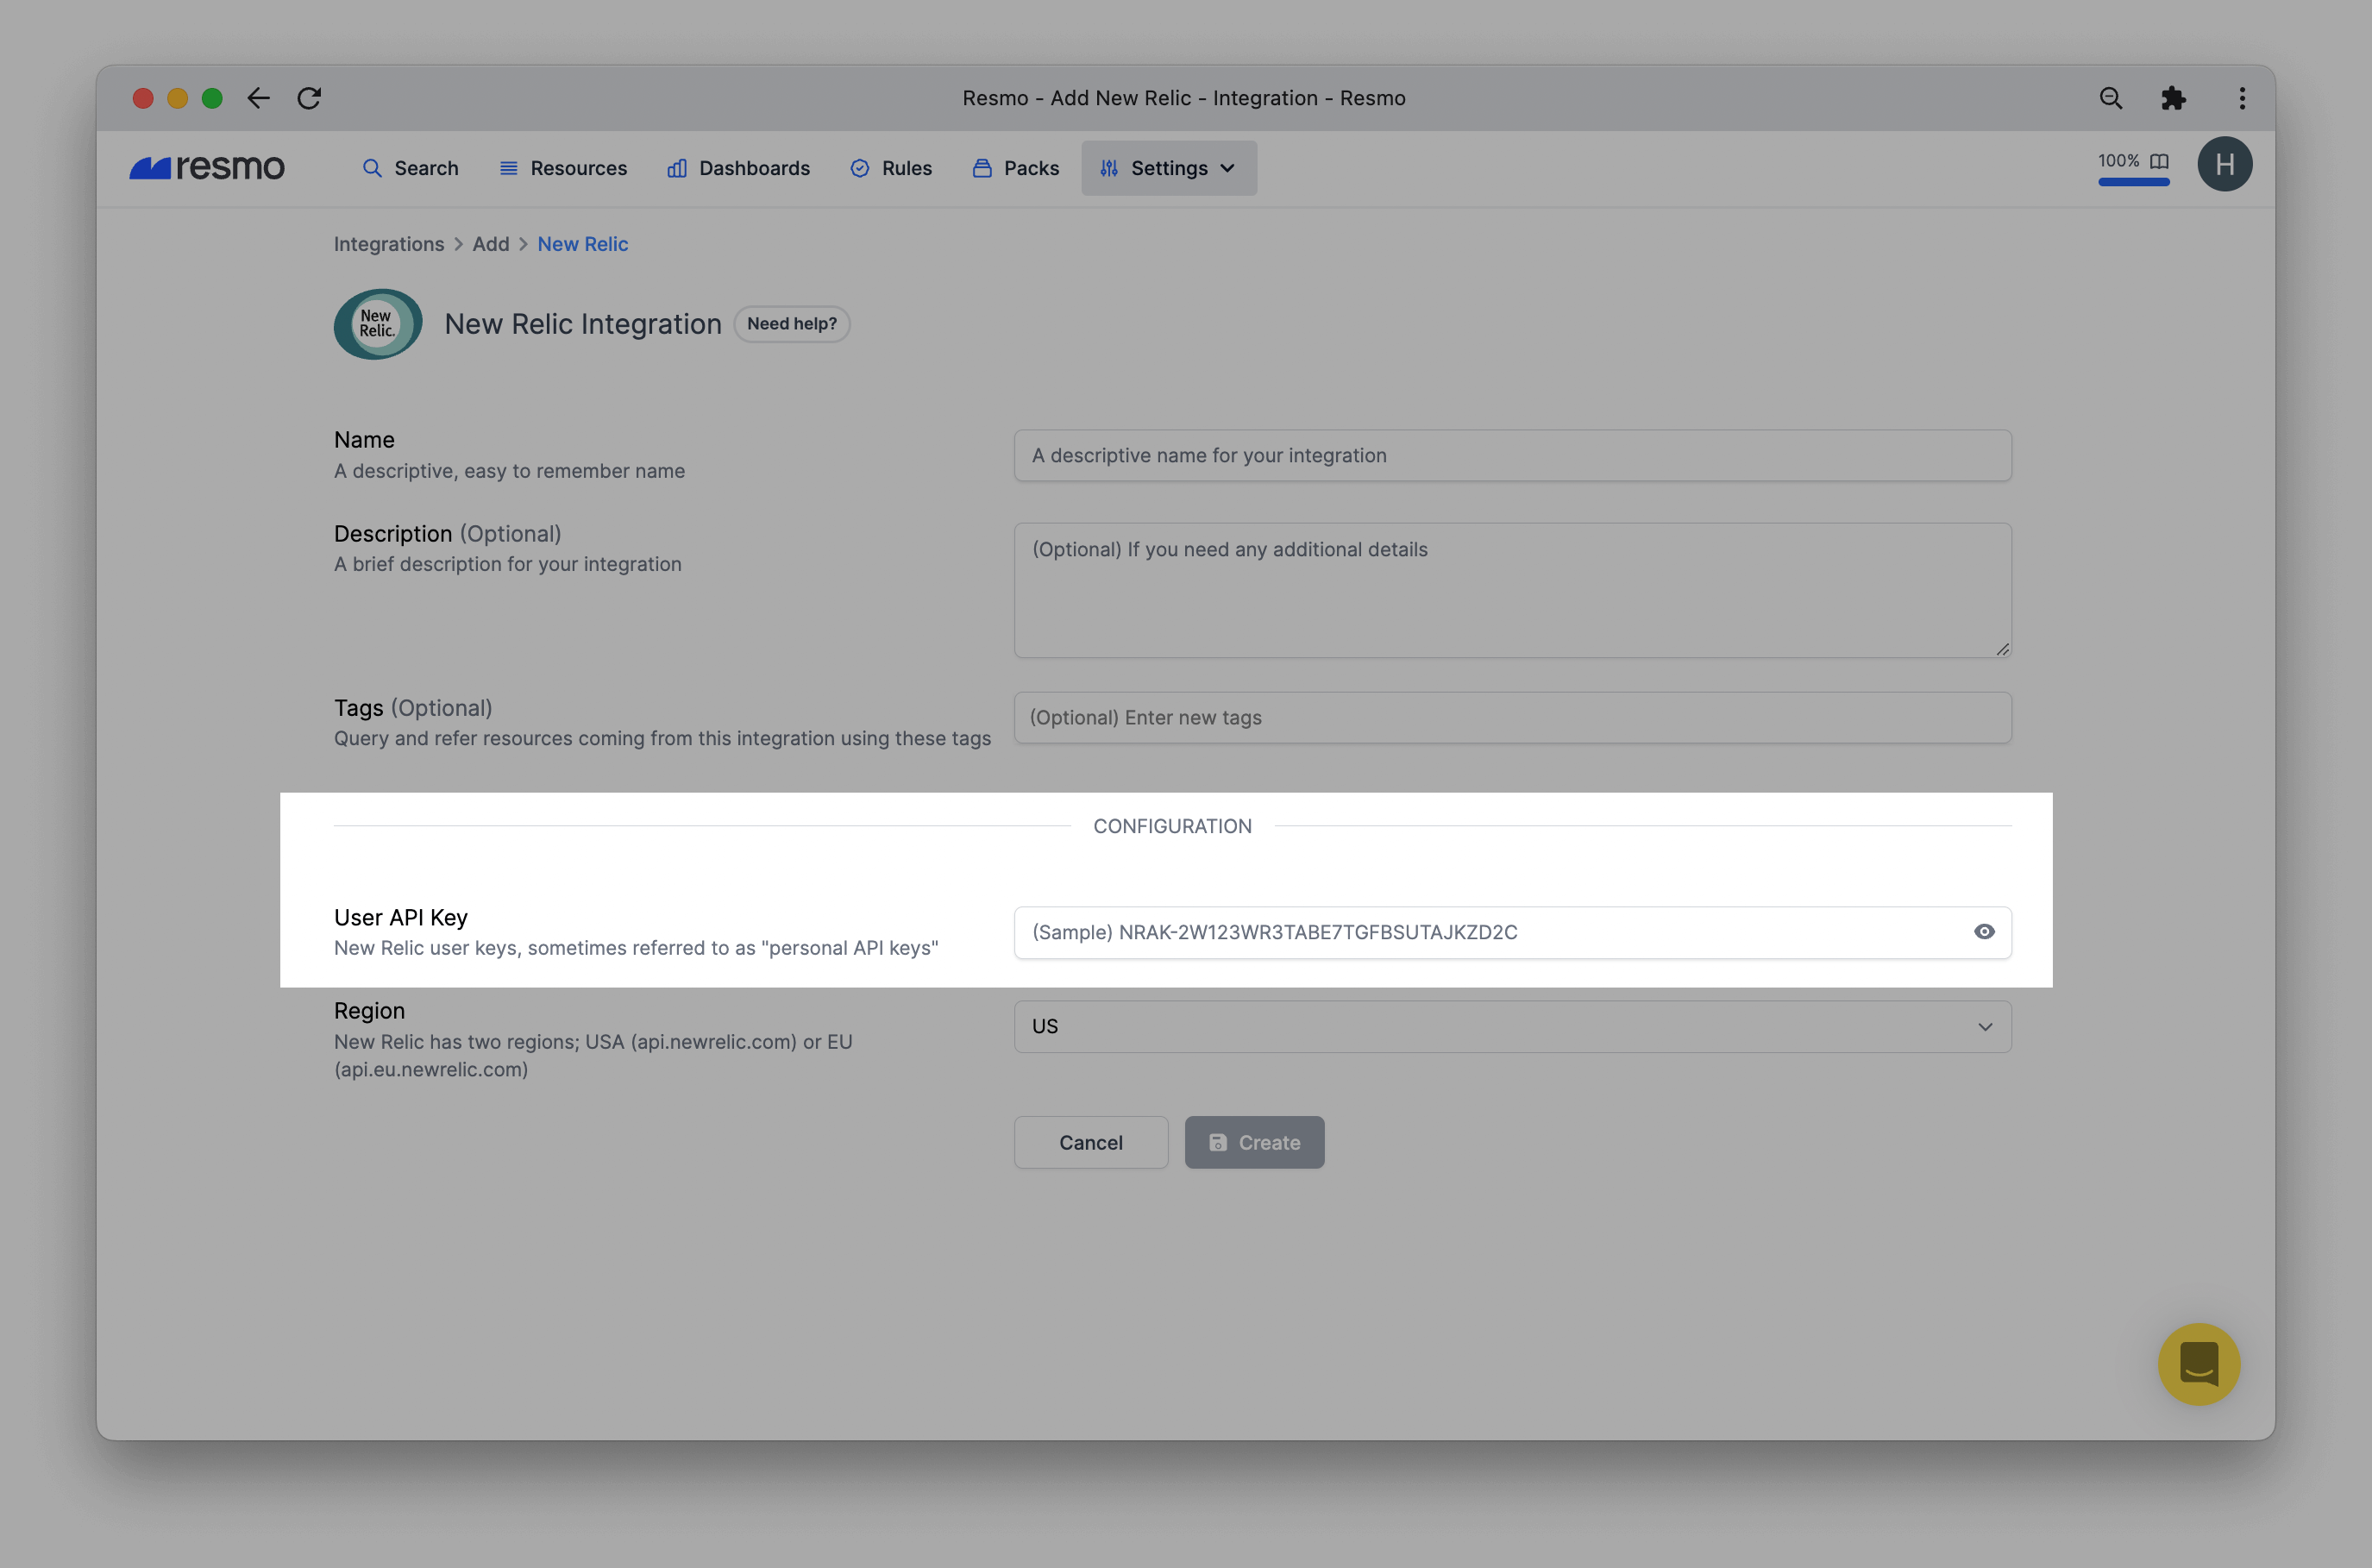 Resmo - Add New Relic - Integration - Resmo
resmo
Search
Resources
Dashboards
Rules
Packs
Settings
100%
H
Integrations > Add > New Relic
New
Relic.
New Relic Integration
Need help?
Name
A descriptive, easy to remember name
A descriptive name for your integration
Description (Optional)
A brief description for your integration
(Optional) If you need any additional details
Tags (Optional)
Query and refer resources coming from this integration using these tags
(Optional) Enter new tags
CONFIGURATION
User API Key
New Relic user keys, sometimes referred to as "personal API keys"
(Sample) NRAK-2W123WR3TABE7TGFBSUTAJKZD2C
Region
New Relic has two regions; USA (api.newrelic.com) or EU
(api.eu.newrelic.com)
US
Cancel
Create